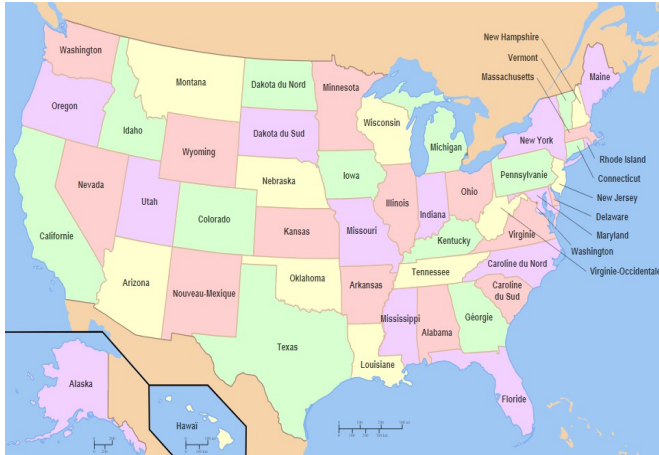 New Hampshire
Vermont
Massachusetts
Washington
Montana
Dakota du Nord
Minnesota
Maine
Oregon
Idaho
Wisconsin
Dakota du Sud
Michigan
New York
Wyoming
Rhode Island
Connecticut
Nevada
Nebraska
Iowa
Pennsylvanie
New Jersey
Utah
Colorado
Illinois
Indiana
Ohio
Delaware
Maryland
Californie
Kansas
Missouri
Kentucky
Virginie
Washington
Virginie-Occidentale
Arizona
Nouveau-Mexique
Oklahoma
Arkansas
Tennessee
Caroline du Nord
Caroline
du Sud
Mississippi
Alabama
Géorgie
Texas
Louisiane
Floride
Alaska
Hawaï